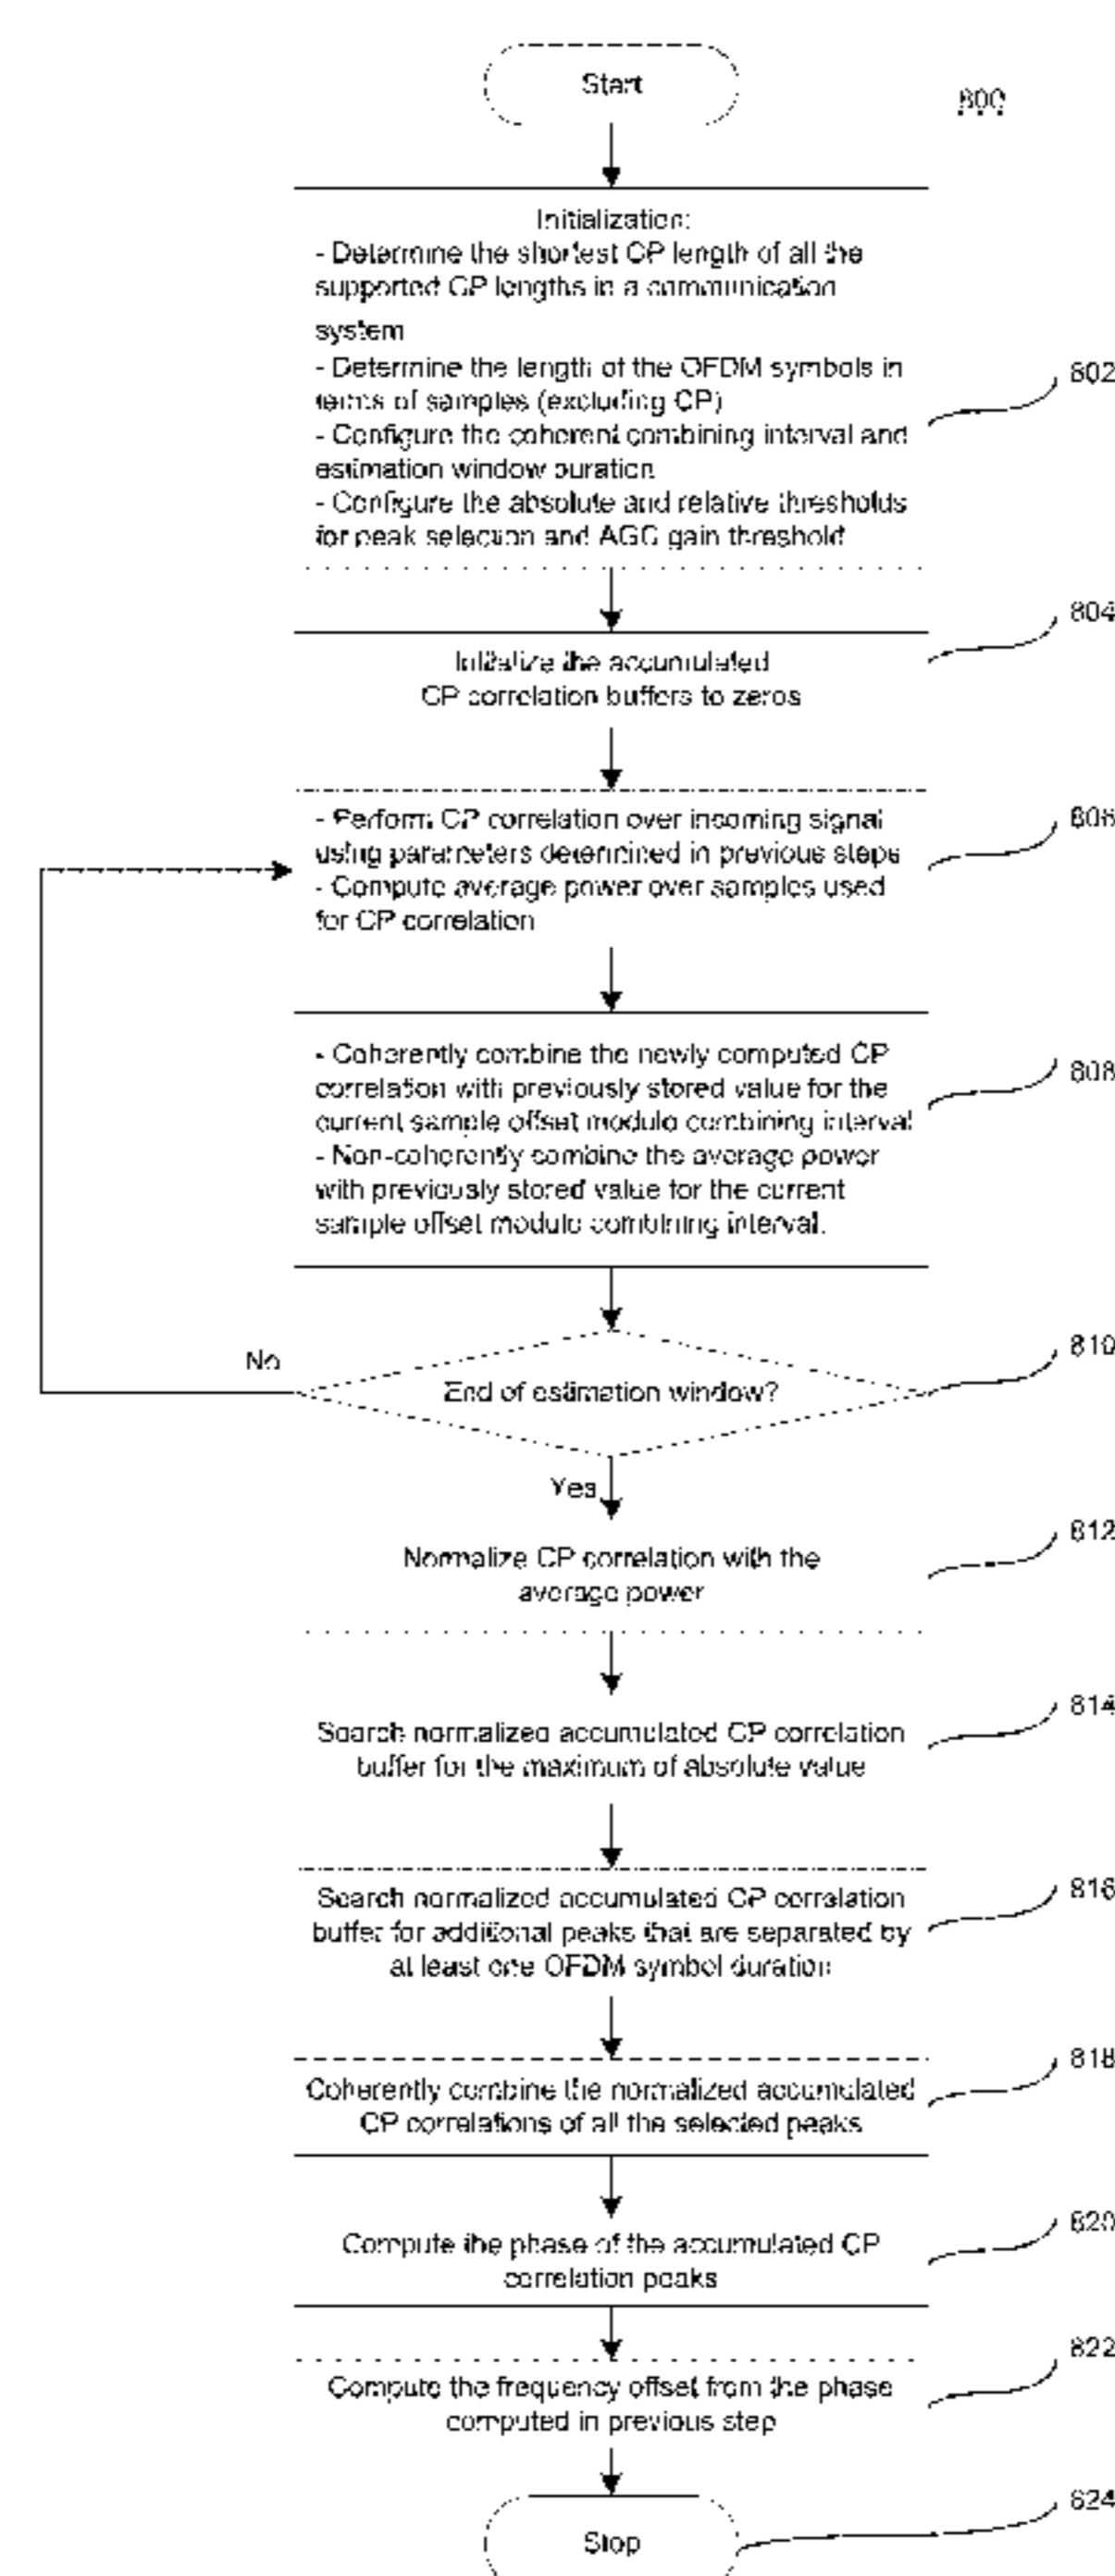 Start
800
Initialization:
- Determine the shortest CP length of all the
supported CP lengths in a communication
system
- Determine the length of the OFDM symbols in
terms of samples (excluding CP)
- Configure the coherent combining interval and
estimation window duration
- Configure the absolute and relative thresholds
for peak selection and AGC gain threshold
802
Initialize the accumulated
CP correlation buffers to zeros
804
- Perform CP correlation over incoming signal
using parameters determined in previous steps
- Compute average power over samples used
for CP correlation
806
- Coherently combine the newly computed CP
correlation with previously stored value for the
current sample offset modulo combining interval
- Non-coherently combine the average power
with previously stored value for the current
sample offset modulo combining interval.
808
No
End of estimation window?
810
Yes
Normalize CP correlation with the
average power
812
Search normalized accumulated CP correlation
buffer for the maximum of absolute value
814
Search normalized accumulated CP correlation
buffer for additional peaks that are separated by
at least one OFDM symbol duration
816
Coherently combine the normalized accumulated
CP correlations of all the selected peaks
818
Compute the phase of the accumulated CP
correlation peaks
820
Compute the frequency offset from the phase
computed in previous step
822
Stop
824